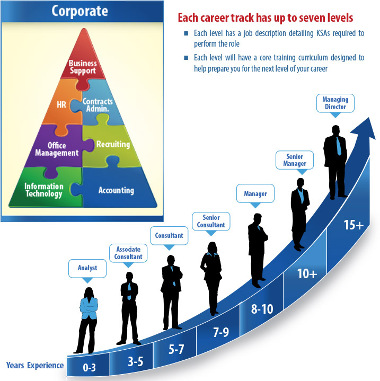 Corporate
Business
Support
HR
Contracts
Admin.
Office
Management
Recruiting
Information
Technology
Accounting
Each career track has up to seven levels
Each level has a job description detailing KSAs required
to perform the role
Each level will have a core training curriculum designed
to help prepare you for the next level of your career
Managing
Director
Senior
Manager
Manager
Senior
Consultant
Consultant
Associate
Consultant
Analyst
Years Experience
0-3
3-5
5-7
7-9
8-10
10+
15+